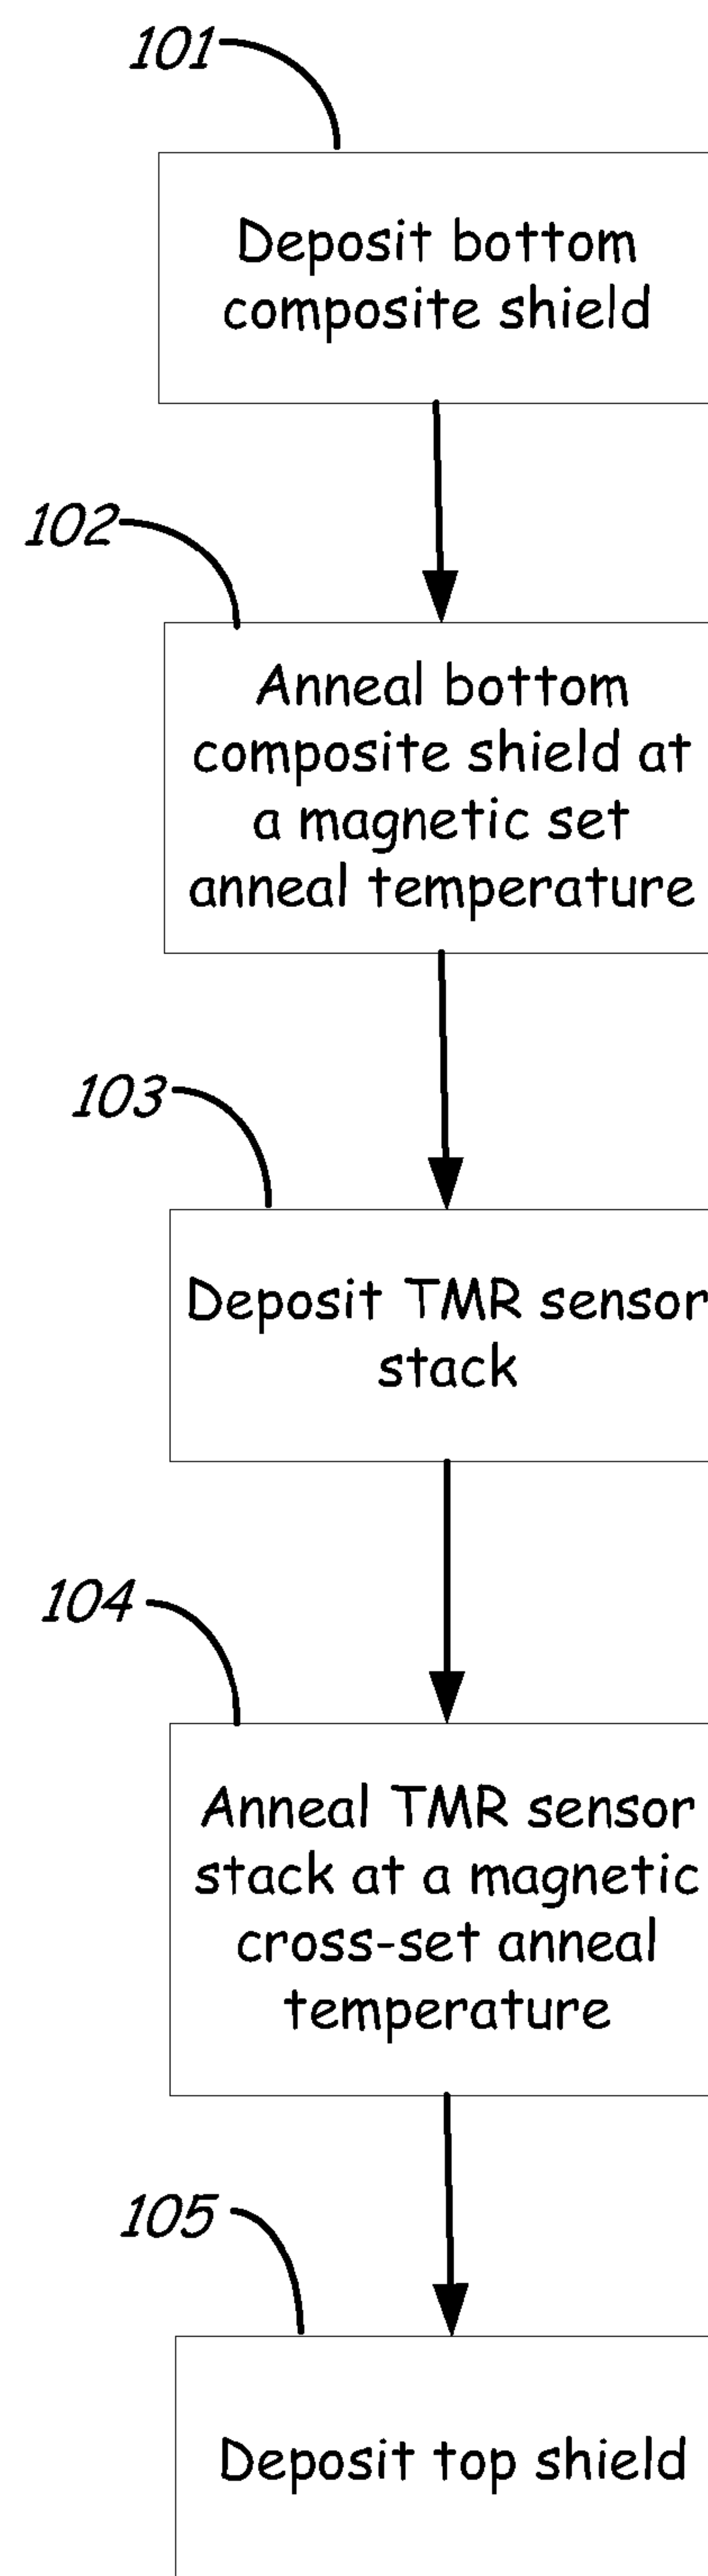 101
Deposit bottom
composite shield
102
Anneal bottom
composite shield at
a magnetic set
anneal temperature
103
Deposit TMR sensor
stack
104
Anneal TMR sensor
stack at a magnetic
cross-set anneal
temperature
105
Deposit top shield